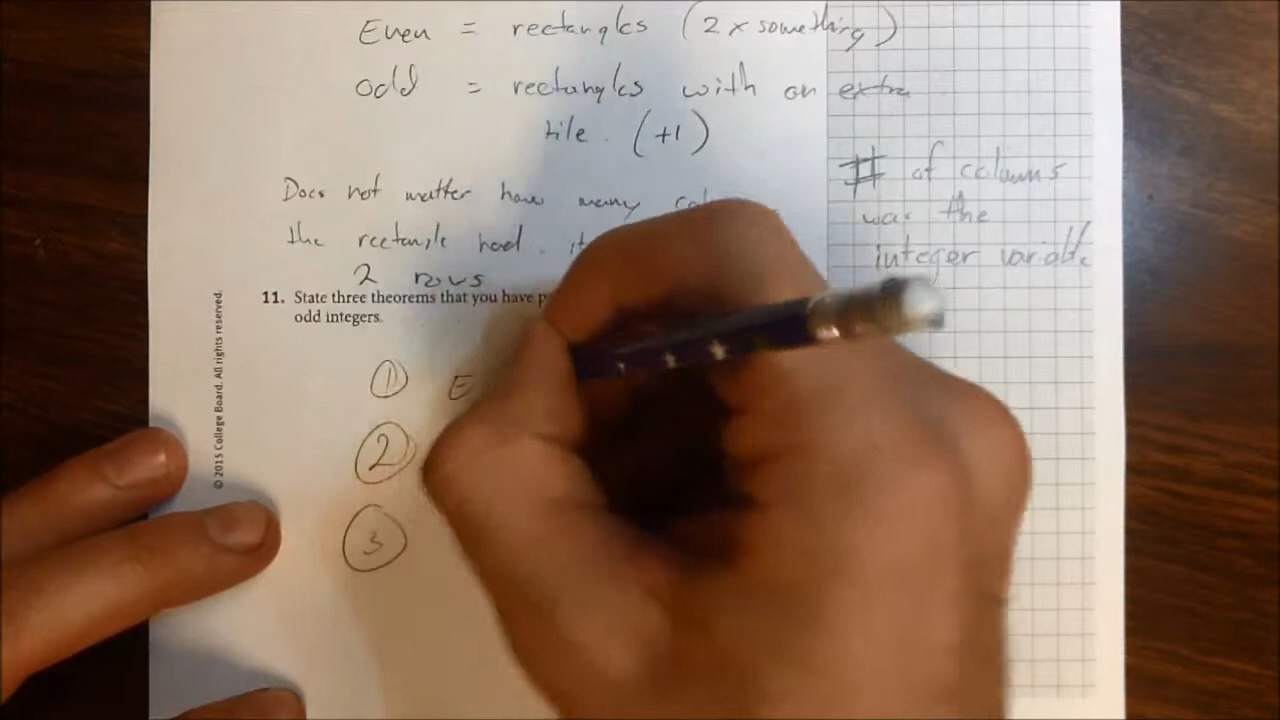 Even = rectangles (2 x something)
odd = rectangles with an extra
tile. (+1)
# of columns
was the
integer variable
Does not matter how many
the rectangle had. it
2 rows
11. State three theorems that you have p
odd integers.
1 E
2
3
© 2015 College Board. All rights reserved.